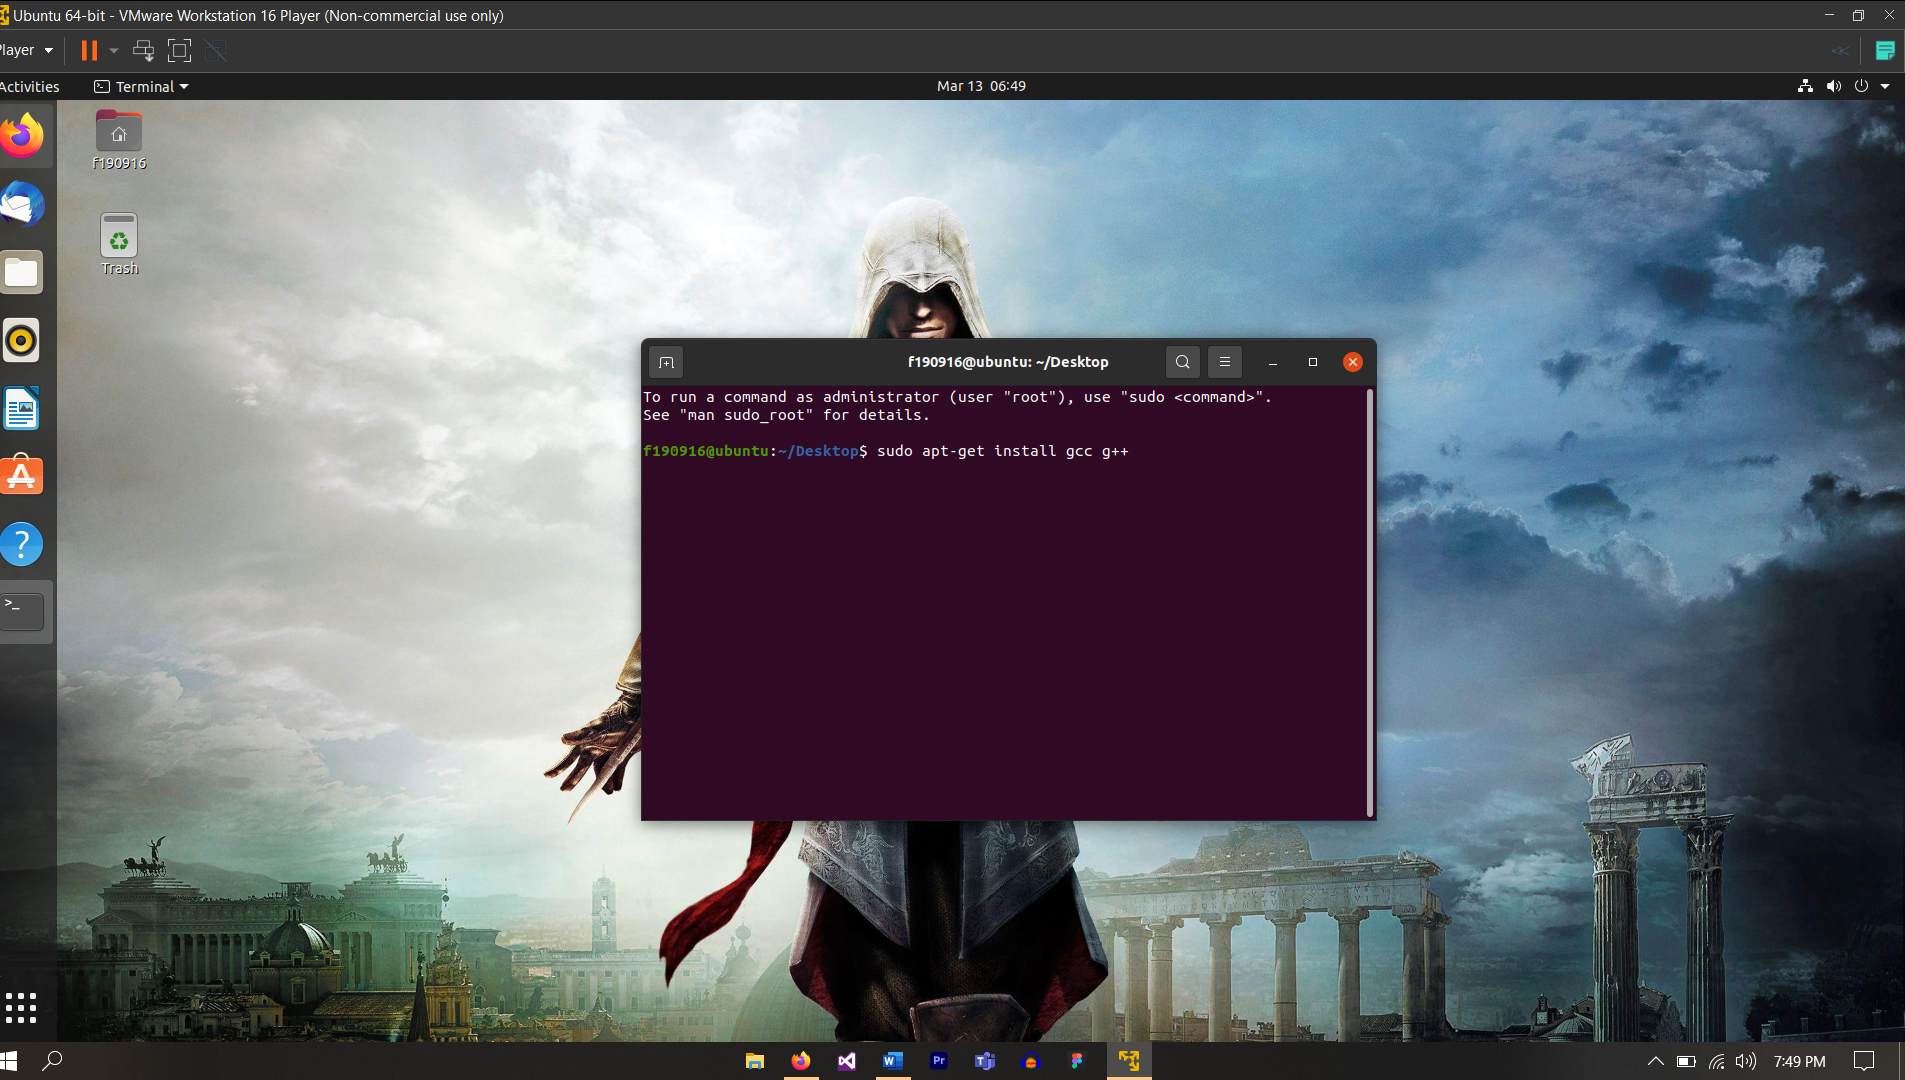 Ubuntu 64-bit - VMware Workstation 16 Player (Non-commercial use only)
Player
Activities
Terminal
Mar 13 06:49
f190916
Trash
f190916@ubuntu: ~/Desktop
To run a command as administrator (user "root"), use "sudo <command>".
See "man sudo_root" for details.
f190916@ubuntu:~/Desktop$ sudo apt-get install gcc g++
>_
?
W
Pr
T
7:49 PM